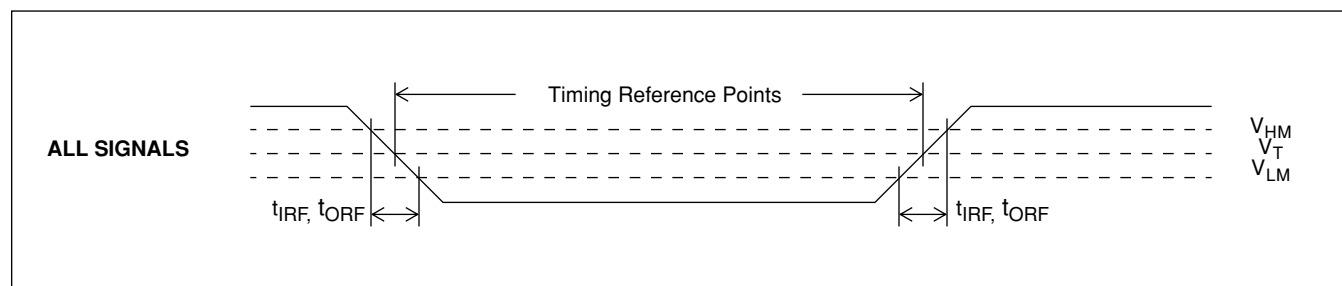 Timing Reference Points
ALL SIGNALS
V_HM
V_T
V_LM
t_IRF, t_ORF
t_IRF, t_ORF